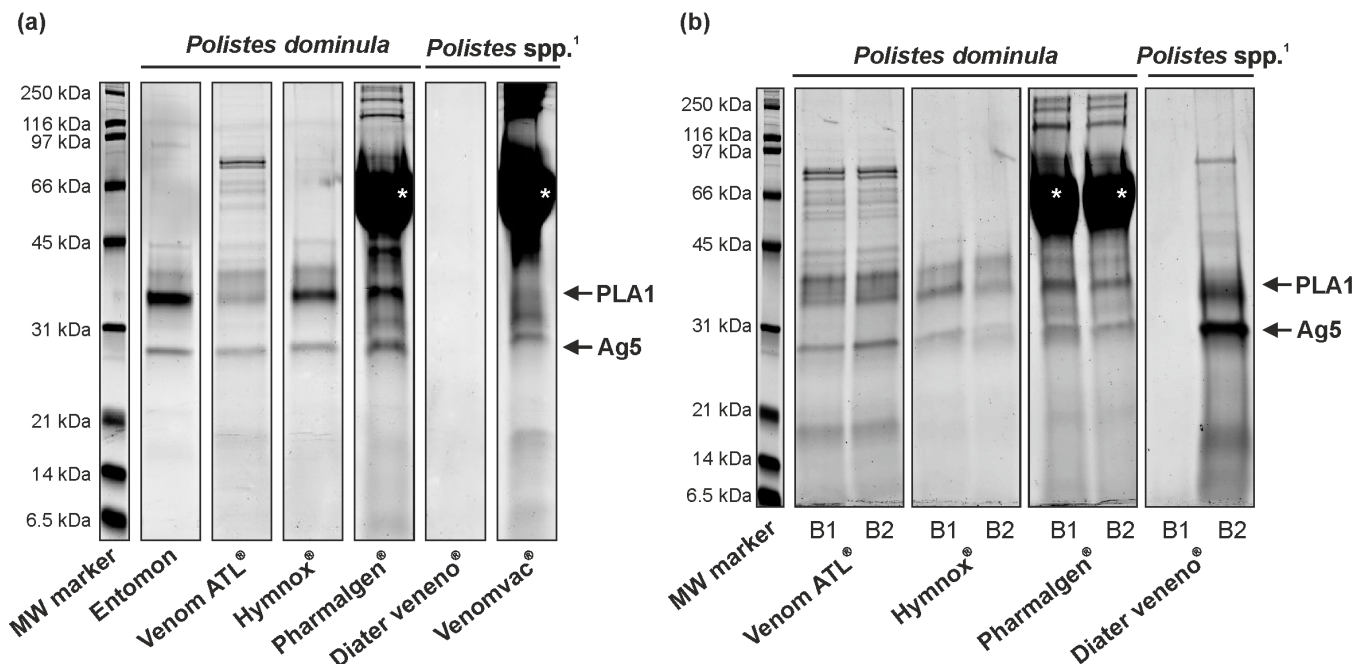 (a)
Polistes dominula
Polistes spp.¹
250 kDa
116 kDa
97 kDa
66 kDa
45 kDa
31 kDa
21 kDa
14 kDa
6.5 kDa
*
*
PLA1
Ag5
MW marker
Entomon
Venom ATL®
Hymnox®
Pharmalgen®
Diater veneno®
Venomvac®
(b)
Polistes dominula
Polistes spp.¹
250 kDa
116 kDa
97 kDa
66 kDa
45 kDa
31 kDa
21 kDa
14 kDa
6.5 kDa
*
*
PLA1
Ag5
B1 B2 B1 B2 B1 B2 B1 B2
MW marker
Venom ATL®
Hymnox®
Pharmalgen®
Diater veneno®